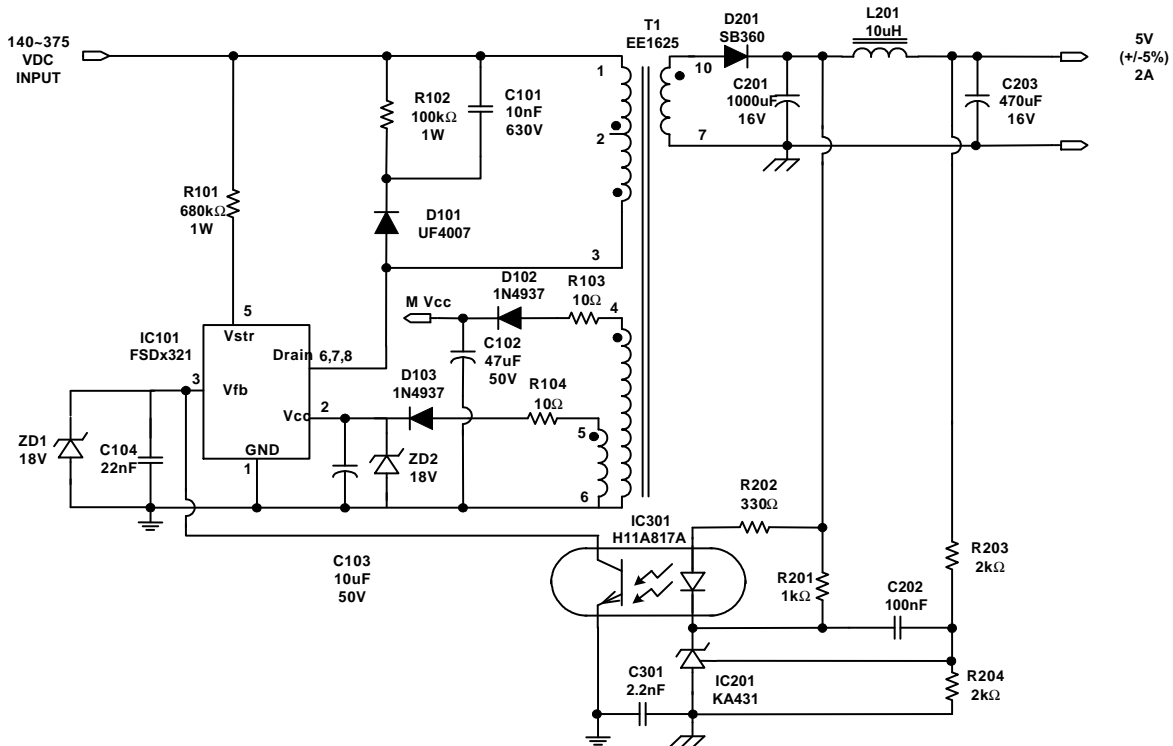 140~375
VDC
INPUT
T1
EE1625
D201
SB360
L201
10uH
5V
(+/-5%)
2A
1
10
C101
10nF
630V
R102
100kΩ
1W
C201
1000uF
16V
C203
470uF
16V
2
7
R101
680kΩ
1W
D101
UF4007
3
D102
1N4937
R103
10Ω
4
M Vcc
5
Vstr
IC101
FSDx321
Drain
6,7,8
C102
47uF
50V
3
Vfb
D103
1N4937
R104
10Ω
Vcc
2
5
ZD1
18V
C104
22nF
GND
1
ZD2
18V
6
R202
330Ω
IC301
H11A817A
R203
2kΩ
C103
10uF
50V
R201
1kΩ
C202
100nF
C301
2.2nF
IC201
KA431
R204
2kΩ